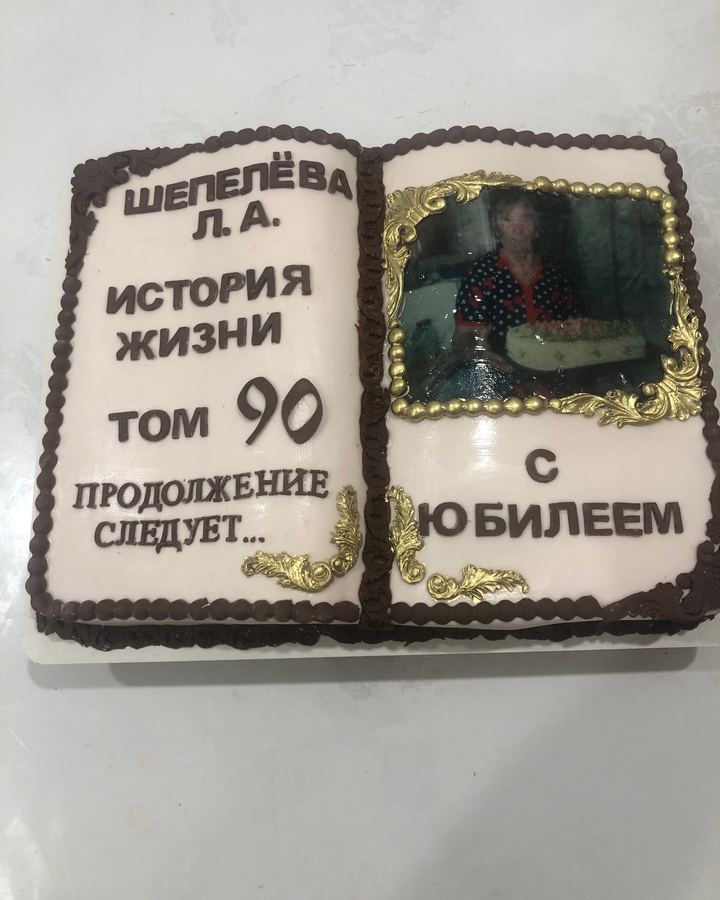 ШЕПЕЛЁВА
Л. А.
ИСТОРИЯ
ЖИЗНИ
ТОМ 90
ПРОДОЛЖЕНИЕ
СЛЕДУЕТ...
С
ЮБИЛЕЕМ